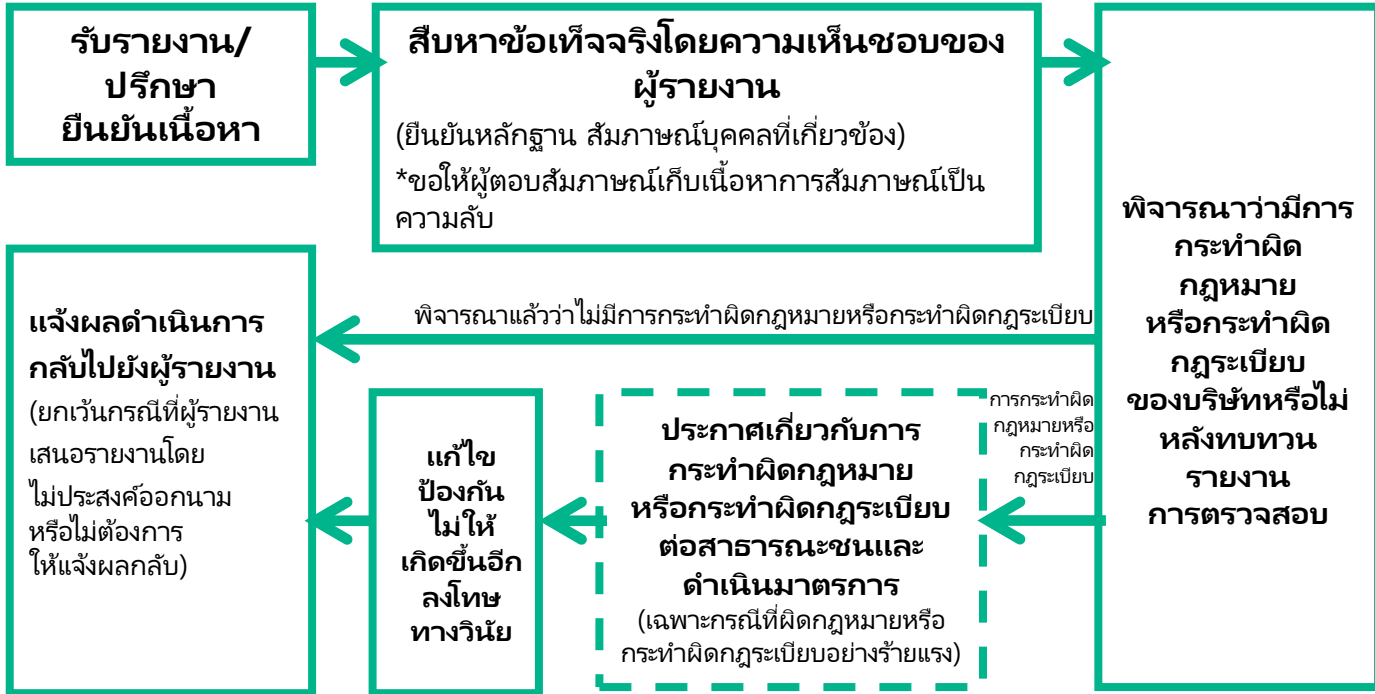 รับรายงาน/
ปรึกษา
ยืนยันเนื้อหา
สืบหาข้อเท็จจริงโดยความเห็นชอบของ
ผู้รายงาน
(ยืนยันหลักฐาน สัมภาษณ์บุคคลที่เกี่ยวข้อง)
*ขอให้ผู้ตอบสัมภาษณ์เก็บเนื้อหาการสัมภาษณ์เป็น
ความลับ
พิจารณาว่ามีการ
กระทำผิด
กฎหมาย
หรือกระทำผิด
กฎระเบียบ
ของบริษัทหรือไม่
หลังทบทวน
รายงาน
การตรวจสอบ
พิจารณาแล้วว่าไม่มีการกระทำผิดกฎหมายหรือกระทำผิดกฎระเบียบ
การกระทำผิด
กฎหมายหรือ
กระทำผิด
กฎระเบียบ
ประกาศเกี่ยวกับการ
กระทำผิดกฎหมาย
หรือกระทำผิดกฎระเบียบ
ต่อสาธารณะชนและ
ดำเนินมาตรการ
(เฉพาะกรณีที่ผิดกฎหมายหรือ
กระทำผิดกฎระเบียบอย่างร้ายแรง)
แก้ไข
ป้องกัน
ไม่ให้
เกิดขึ้นอีก
ลงโทษ
ทางวินัย
แจ้งผลดำเนินการ
กลับไปยังผู้รายงาน
(ยกเว้นกรณีที่ผู้รายงาน
เสนอรายงานโดย
ไม่ประสงค์ออกนาม
หรือไม่ต้องการ
ให้แจ้งผลกลับ)